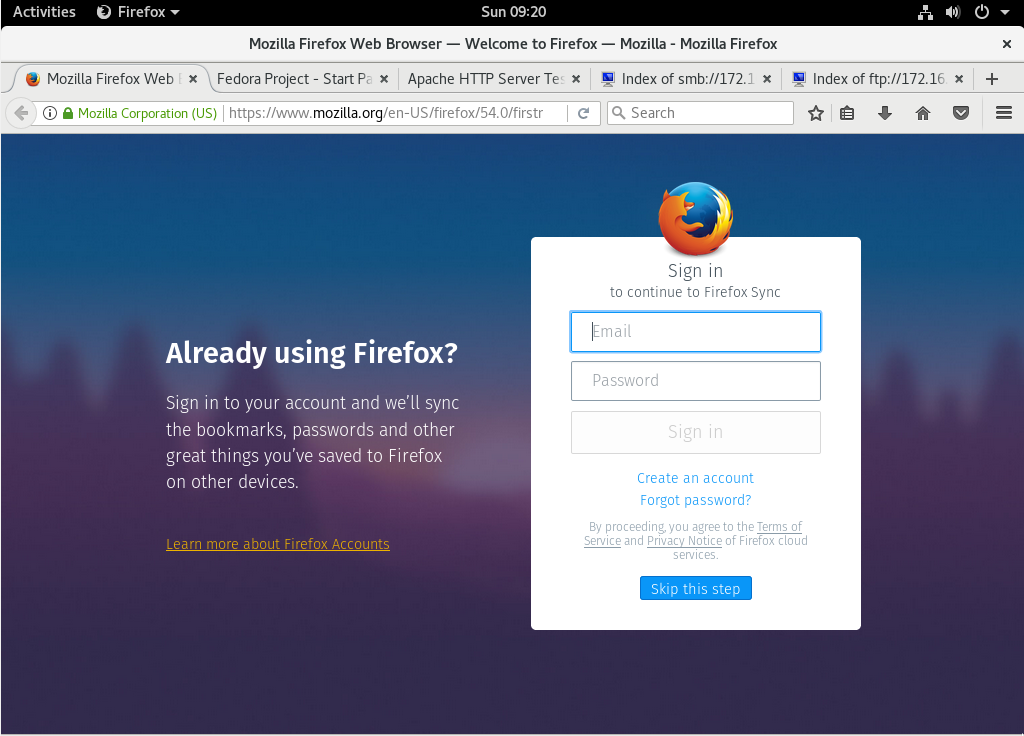 Activities Firefox Sun 09:20
Mozilla Firefox Web Browser — Welcome to Firefox — Mozilla - Mozilla Firefox
Mozilla Firefox Web Fedora Project - Start Pa Apache HTTP Server Tes Index of smb://172.1 Index of ftp://172.16
Mozilla Corporation (US) https://www.mozilla.org/en-US/firefox/54.0/firstr Search
Sign in
to continue to Firefox Sync
Email
Password
Sign in
Create an account
Forgot password?
By proceeding, you agree to the Terms of
Service and Privacy Notice of Firefox cloud
services.
Skip this step
Already using Firefox?
Sign in to your account and we’ll sync
the bookmarks, passwords and other
great things you’ve saved to Firefox
on other devices.
Learn more about Firefox Accounts